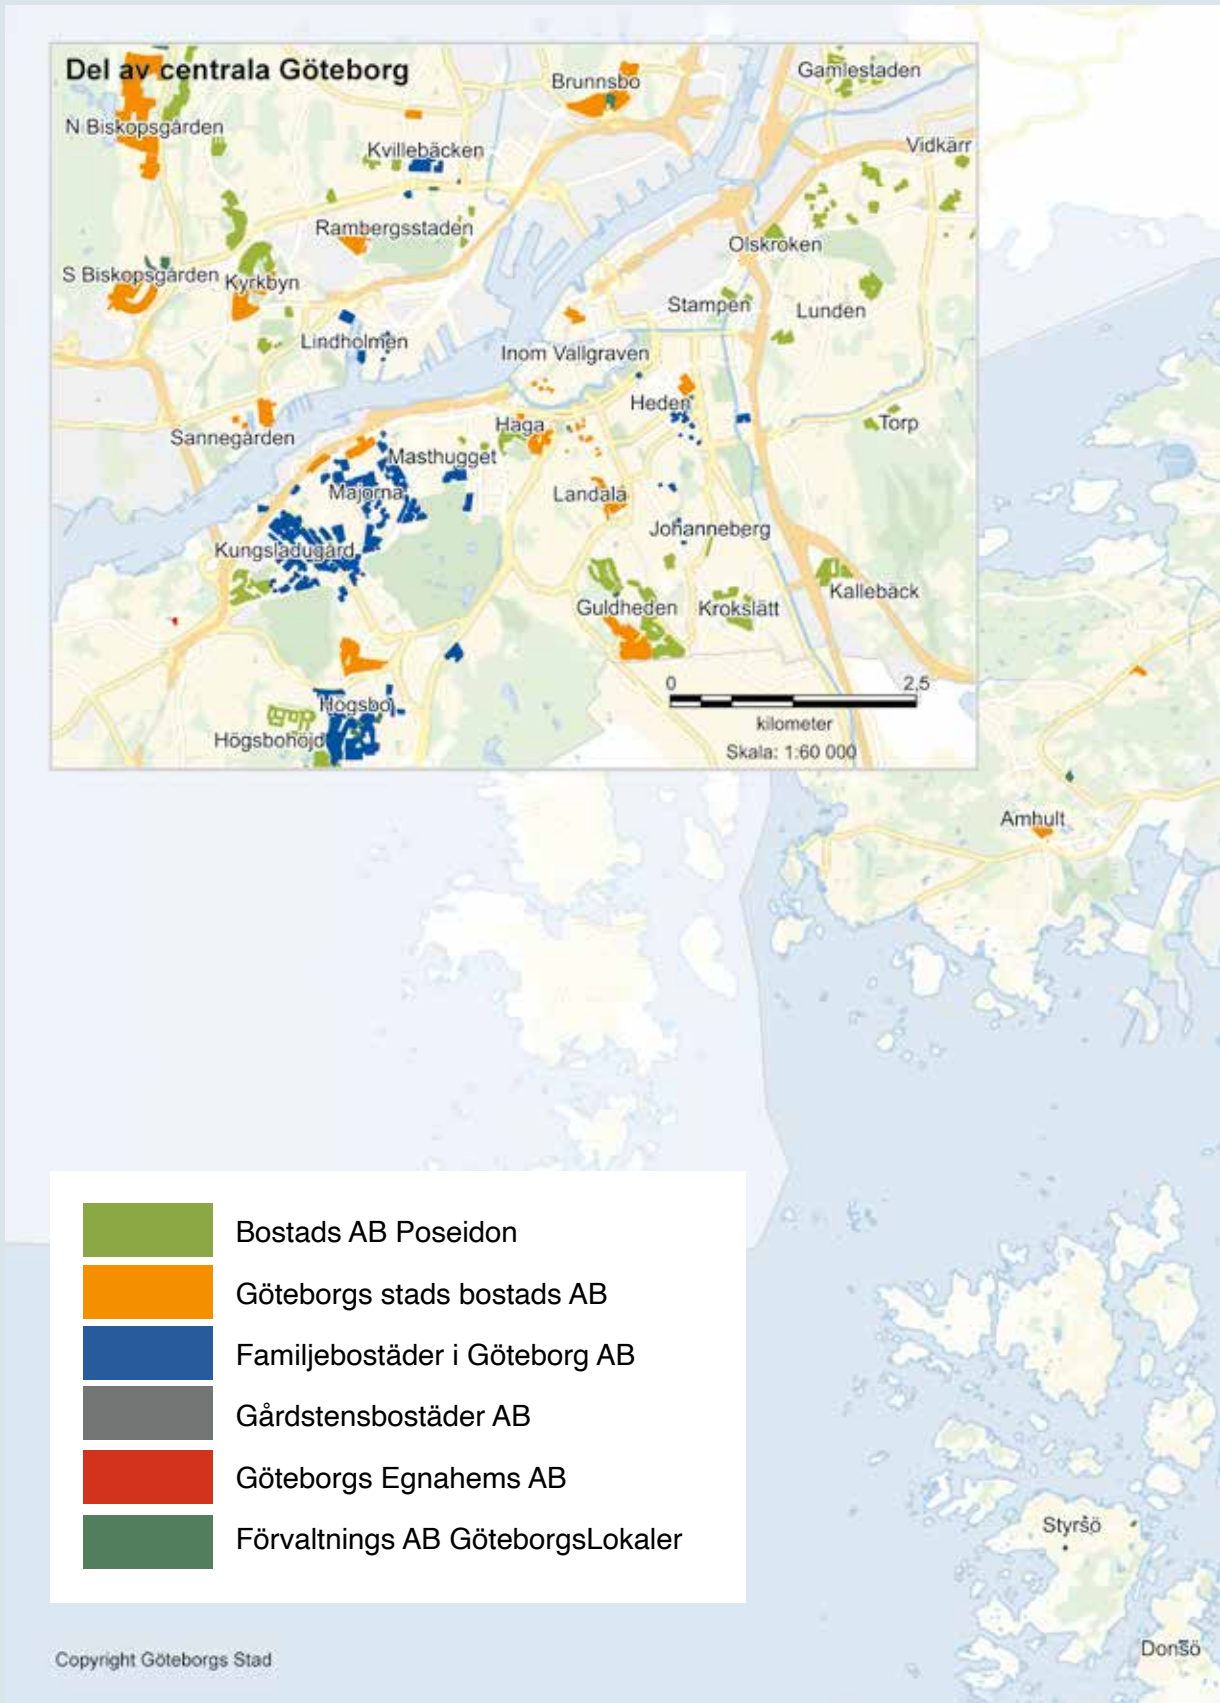 Del av centrala Göteborg
Brunnsbo
Gamlestaden
N Biskopsgården
Kvillebäcken
Vidkärr
Rambergsstaden
Olskroken
S Biskopsgården
Kyrkbyn
Stampen
Lunden
Lindholmen
Inom Vallgraven
Heden
Haga
Torp
Sannegården
Masthugget
Majorna
Landala
Johanneberg
Kungsladugård
Kallebäck
Guldheden
Krokslätt
0
2,5
kilometer
Skala: 1:60 000
Högsbo
Högsbohöjd
Amhult
Bostads AB Poseidon
Göteborgs stads bostads AB
Familjebostäder i Göteborg AB
Gårdstensbostäder AB
Göteborgs Egnahems AB
Förvaltnings AB GöteborgsLokaler
Styrsö
Donsö
Copyright Göteborgs Stad